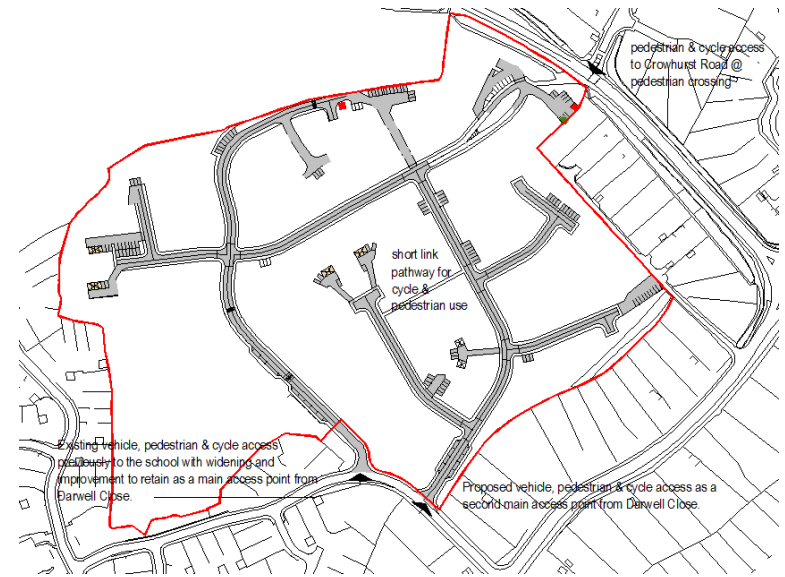 pedestrian & cycle access
to Crowhurst Road @
pedestrian crossing
short link
pathway for
cycle &
pedestrian use
Existing vehicle, pedestrian & cycle access
previously to the school with widening and
improvement to retain as a main access point from
Darwell Close.
Proposed vehicle, pedestrian & cycle access as a
second main access point from Darwell Close.